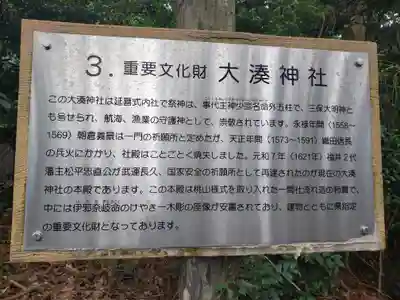 3. 重要文化財 大湊神社
この大湊神社は延喜式内社で祭神は、事代主神少彦名命外五柱で、三保大明神と
も号せられ、航海、漁業の守護神として、崇敬されています。永禄年間（1558〜
1569）朝倉義景は一門の祈願所と定めたが、天正年間（1573〜1591）織田信長
の兵火にかかり、社殿はことごとく焼失しました。元和７年（1621年）福井２代
藩主松平忠直公が武運長久、国家安全の祈願所として再建されたのが現在の大湊
神社の本殿であります。この本殿は桃山様式を取り入れた一間社流れ造の秘費で、
中には伊邪奈岐命のけやき一木彫の座像が安置されており、建物とともに県指定
の重要文化財となっております。